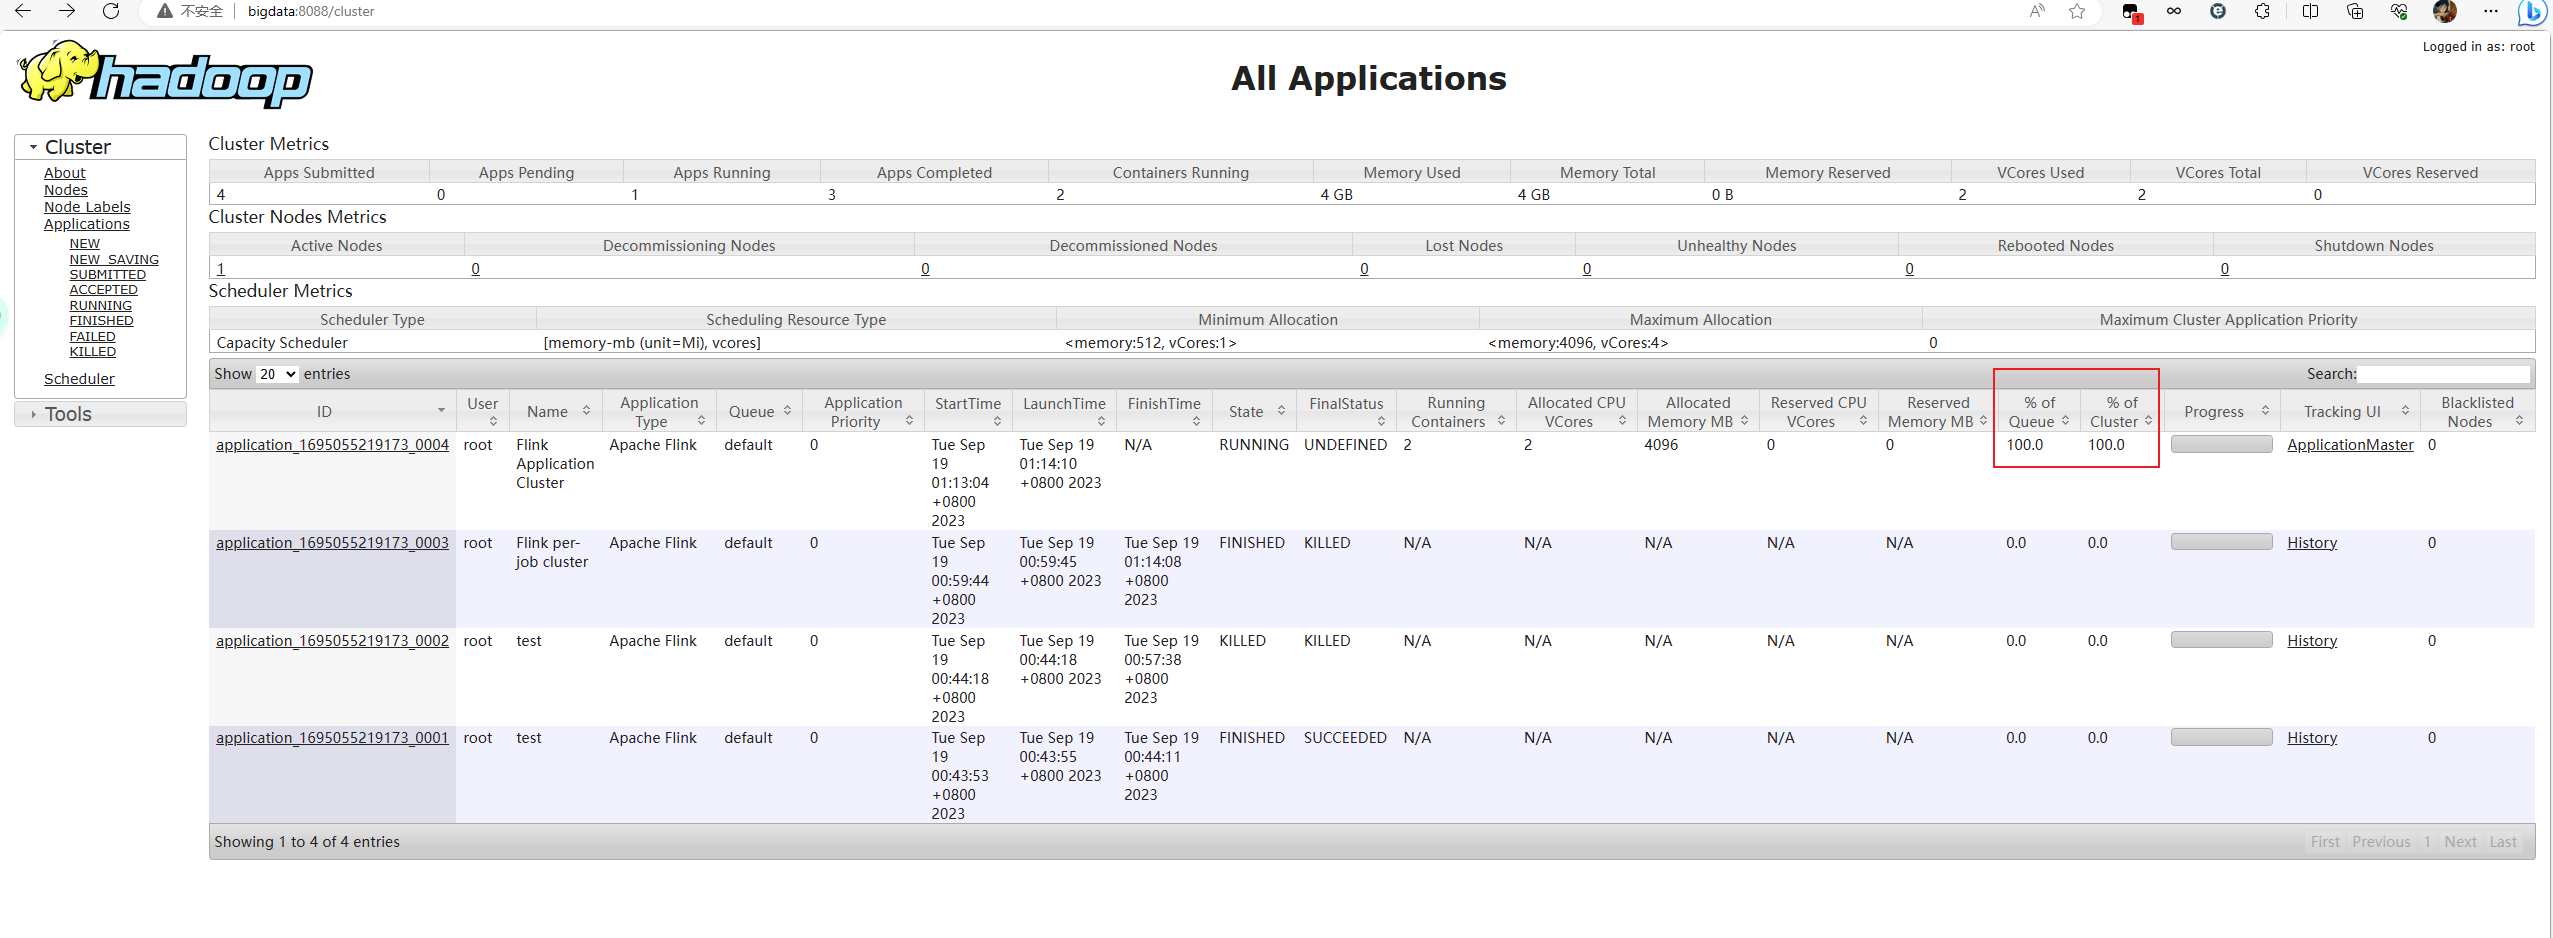 不安全 bigdata:8088/cluster
1
Logged in as: root
hadoop
All Applications
Cluster
About
Nodes
Node Labels
Applications
NEW
NEW_SAVING
SUBMITTED
ACCEPTED
RUNNING
FINISHED
FAILED
KILLED
Scheduler
Tools
Cluster Metrics
Apps Submitted Apps Pending Apps Running Apps Completed Containers Running Memory Used Memory Total Memory Reserved VCores Used VCores Total VCores Reserved
4 0 1 3 2 4 GB 4 GB 0 B 2 2 0
Cluster Nodes Metrics
Active Nodes Decommissioning Nodes Decommissioned Nodes Lost Nodes Unhealthy Nodes Rebooted Nodes Shutdown Nodes
1 0 0 0 0 0 0
Scheduler Metrics
Scheduler Type Scheduling Resource Type Minimum Allocation Maximum Allocation Maximum Cluster Application Priority
Capacity Scheduler [memory-mb (unit=Mi), vcores] <memory:512, vCores:1> <memory:4096, vCores:4> 0
Show 20 entries Search:
ID User Name Application Type Queue Application Priority StartTime LaunchTime FinishTime State FinalStatus Running Containers Allocated CPU VCores Allocated Memory MB Reserved CPU VCores Reserved Memory MB % of Queue % of Cluster Progress Tracking UI Blacklisted Nodes
application_1695055219173_0004 root Flink Application Cluster Apache Flink default 0 Tue Sep 19 01:13:04 +0800 2023 Tue Sep 19 01:14:10 +0800 2023 N/A RUNNING UNDEFINED 2 2 4096 0 0 100.0 100.0 ApplicationMaster 0
application_1695055219173_0003 root Flink per-job cluster Apache Flink default 0 Tue Sep 19 00:59:44 +0800 2023 Tue Sep 19 00:59:45 +0800 2023 Tue Sep 19 01:14:08 +0800 2023 FINISHED KILLED N/A N/A N/A N/A N/A 0.0 0.0 History 0
application_1695055219173_0002 root test Apache Flink default 0 Tue Sep 19 00:44:18 +0800 2023 Tue Sep 19 00:44:18 +0800 2023 Tue Sep 19 00:57:38 +0800 2023 KILLED KILLED N/A N/A N/A N/A N/A 0.0 0.0 History 0
application_1695055219173_0001 root test Apache Flink default 0 Tue Sep 19 00:43:53 +0800 2023 Tue Sep 19 00:43:55 +0800 2023 Tue Sep 19 00:44:11 +0800 2023 FINISHED SUCCEEDED N/A N/A N/A N/A N/A 0.0 0.0 History 0
Showing 1 to 4 of 4 entries First Previous 1 Next Last